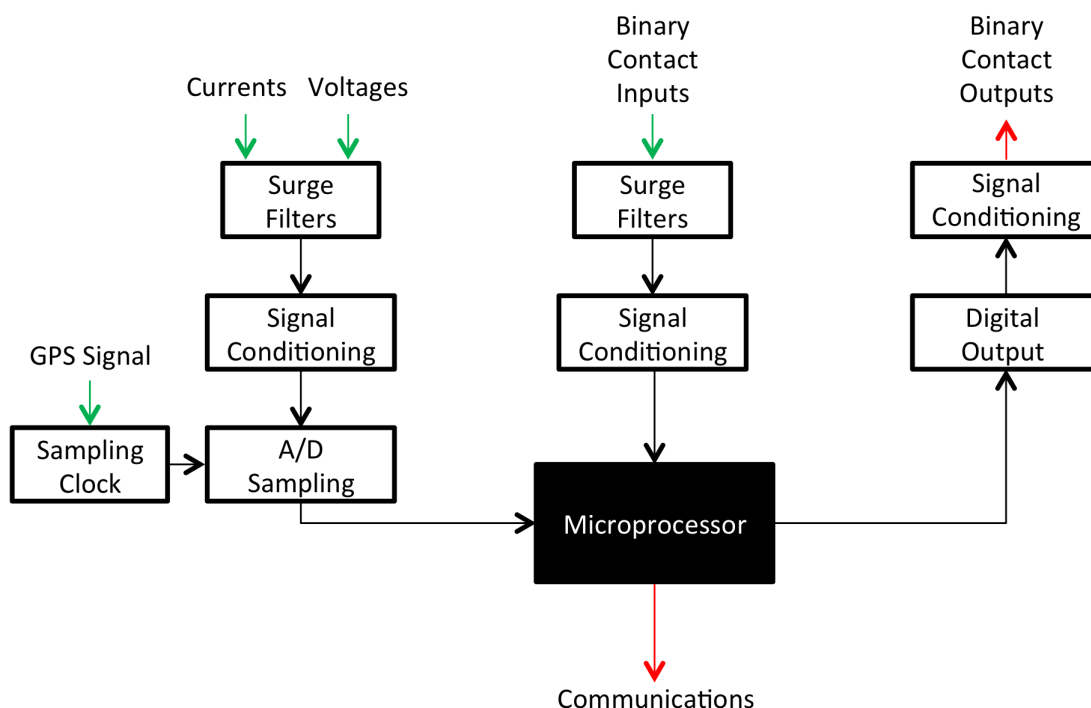 Currents
Voltages
Surge
Filters
Signal
Conditioning
GPS Signal
Sampling
Clock
A/D
Sampling
Binary
Contact
Inputs
Surge
Filters
Signal
Conditioning
Microprocessor
Communications
Binary
Contact
Outputs
Signal
Conditioning
Digital
Output